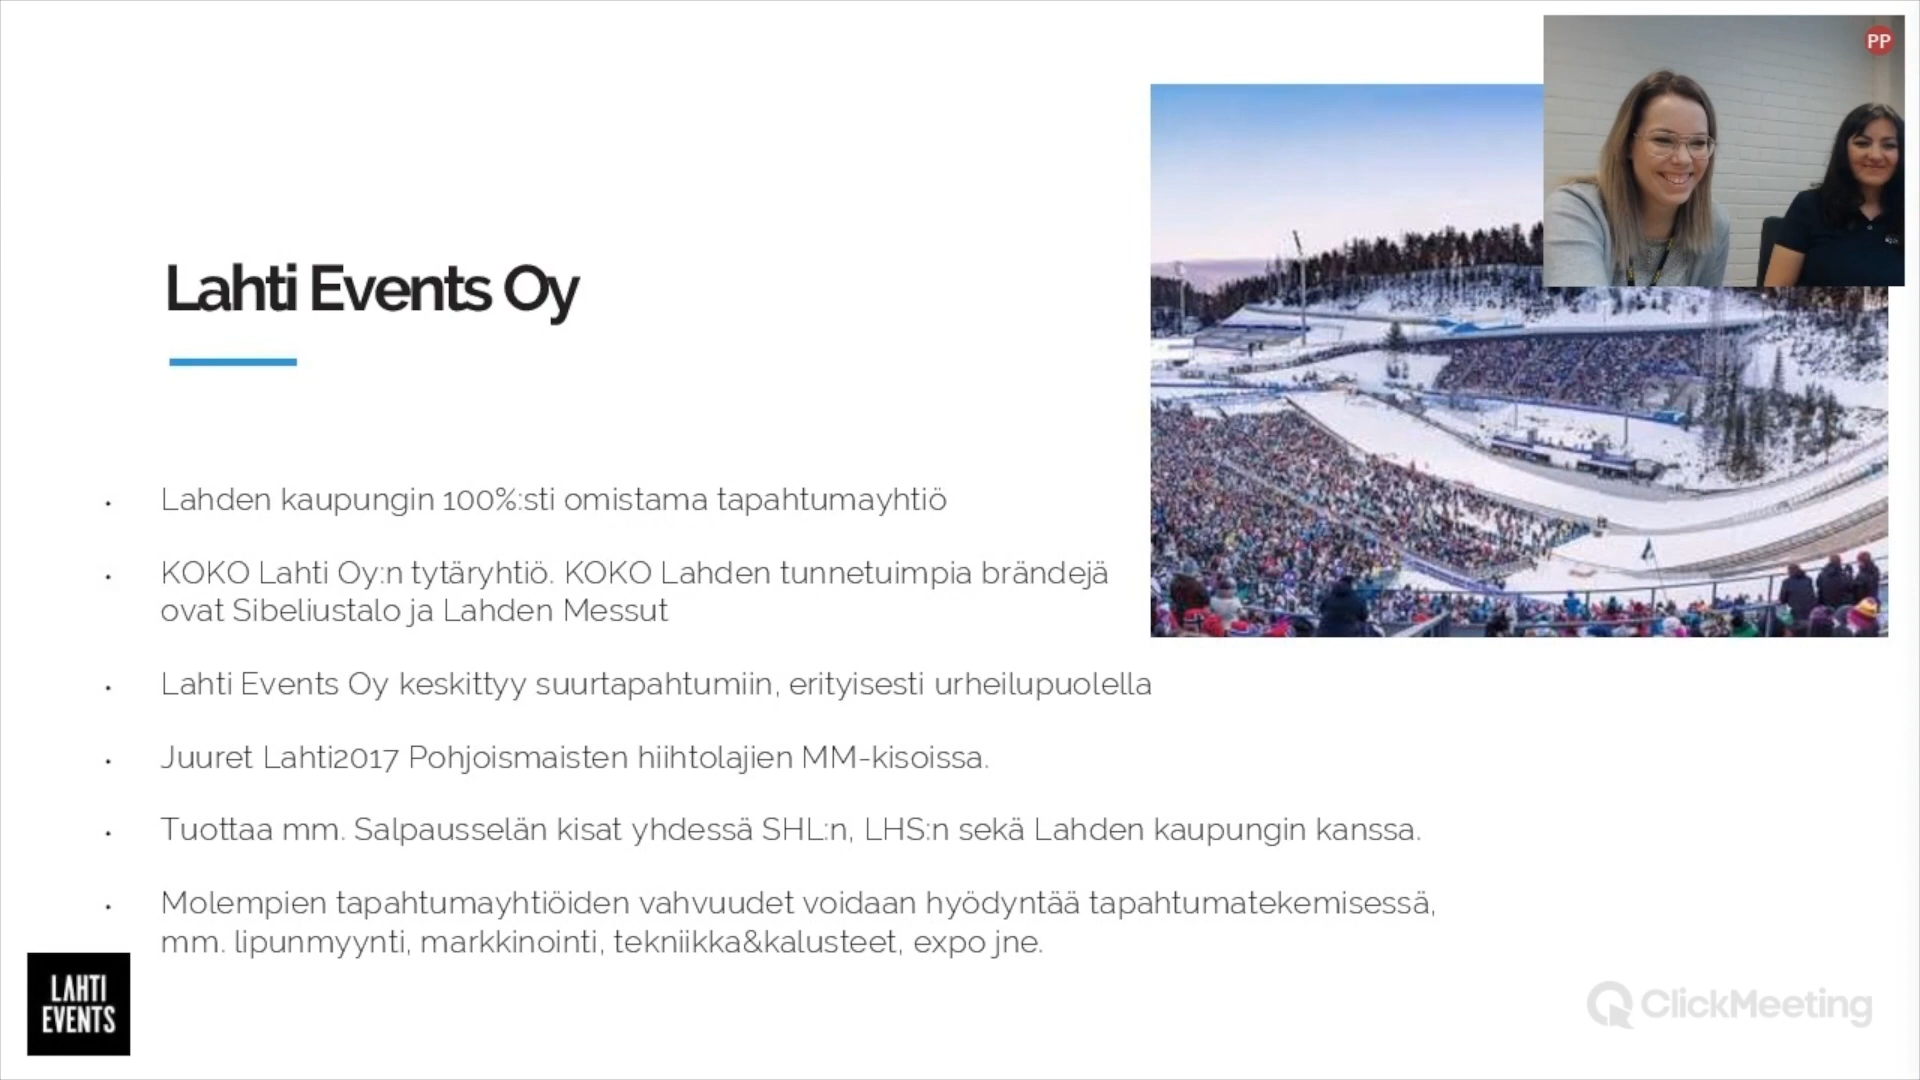 PP
Lahti Events Oy
• Lahden kaupungin 100%:sti omistama tapahtumayhtiö
• KOKO Lahti Oy:n tytäryhtiö. KOKO Lahden tunnetuimpia brändejä
ovat Sibeliustalo ja Lahden Messut
• Lahti Events Oy keskittyy suurtapahtumiin, erityisesti urheilupuolella
• Juuret Lahti2017 Pohjoismaisten hiihtolajien MM-kisoissa.
• Tuottaa mm. Salpausselän kisat yhdessä SHL:n, LHS:n sekä Lahden kaupungin kanssa.
• Molempien tapahtumayhtiöiden vahvuudet voidaan hyödyntää tapahtumatekemisessä,
mm. lipunmyynti, markkinointi, tekniikka&kalusteet, expo jne.
LAHTI
EVENTS
ClickMeeting